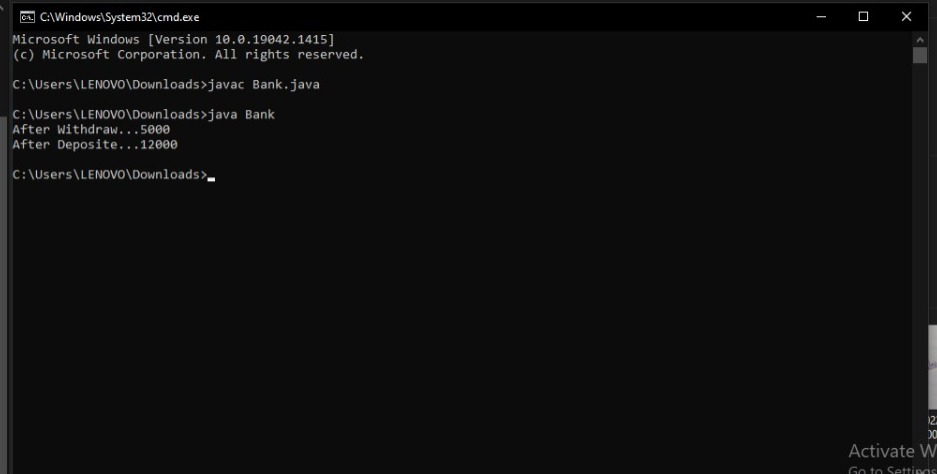 C:\Windows\System32\cmd.exe
Microsoft Windows [Version 10.0.19042.1415]
(c) Microsoft Corporation. All rights reserved.
C:\Users\LENOVO\Downloads>javac Bank.java
C:\Users\LENOVO\Downloads>java Bank
After Withdraw...5000
After Deposite...12000
C:\Users\LENOVO\Downloads>
Activate W
Go to Settings